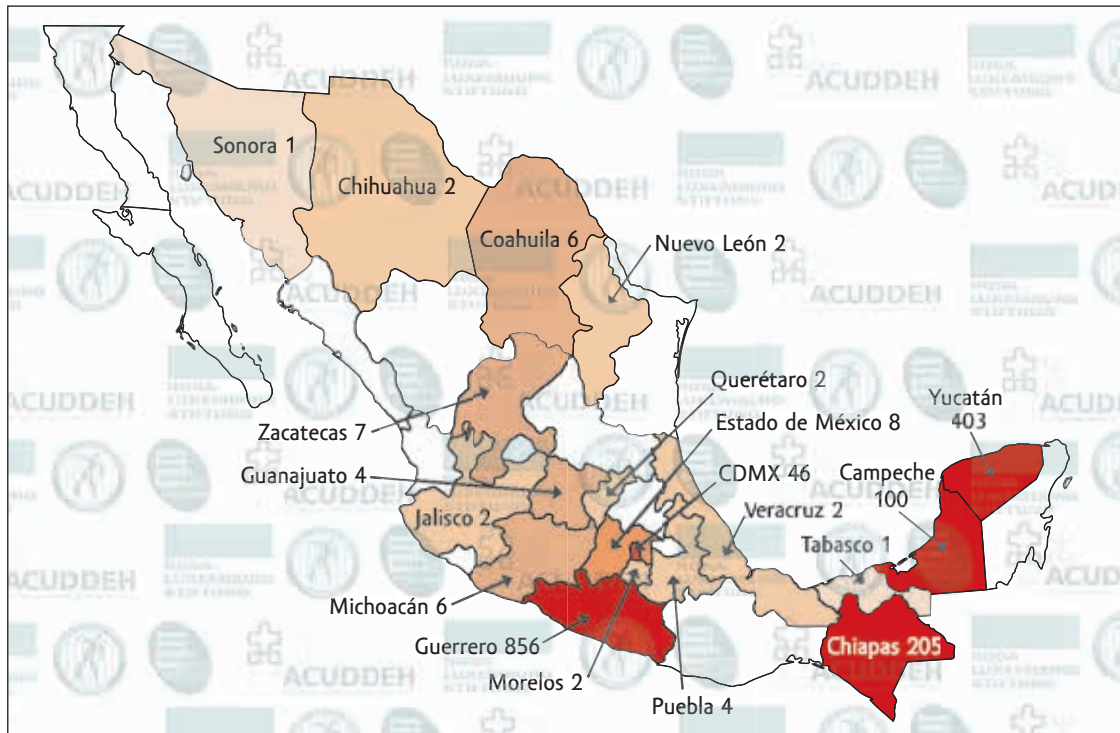 Sonora 1
Chihuahua 2
Coahuila 6
Nuevo León 2
Querétaro 2
Zacatecas 7
Estado de México 8
Yucatán
403
Guanajuato 4
CDMX 46
Campeche
100
Jalisco 2
Veracruz 2
Tabasco 1
Michoacán 6
Guerrero 856
Chiapas 205
Morelos 2
Puebla 4
ACUDDEH